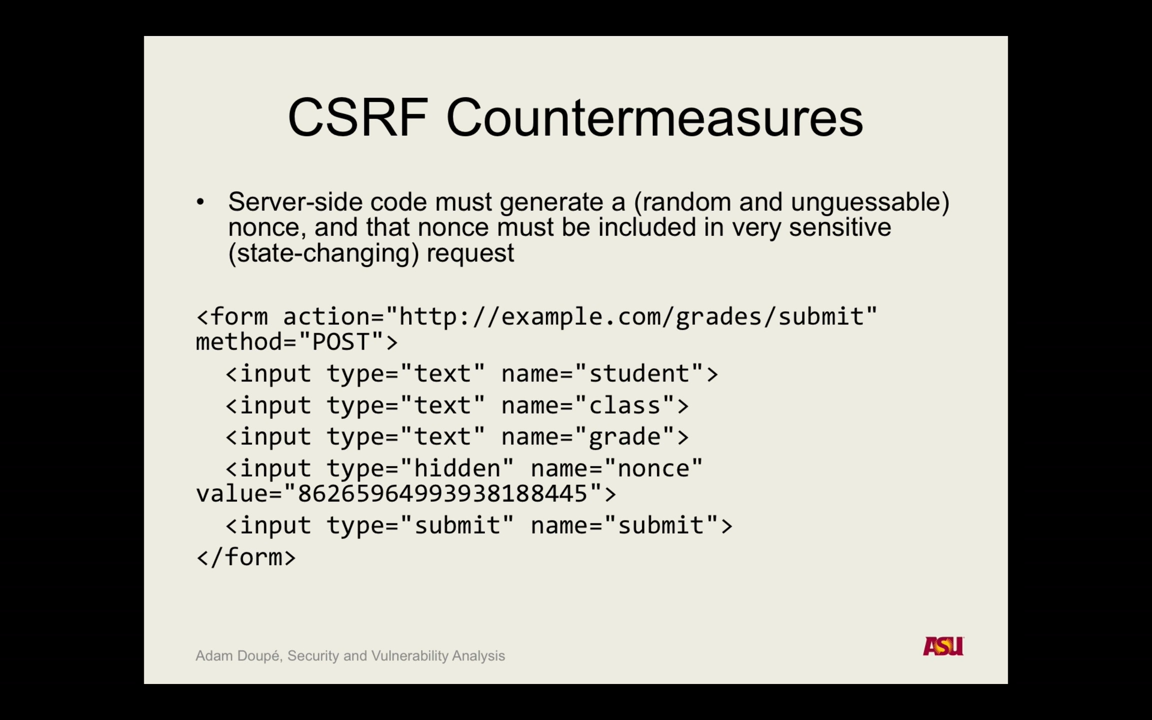 CSRF Countermeasures
• Server-side code must generate a (random and unguessable)
nonce, and that nonce must be included in very sensitive
(state-changing) request
<form action="http://example.com/grades/submit"
method="POST">
<input type="text" name="student">
<input type="text" name="class">
<input type="text" name="grade">
<input type="hidden" name="nonce"
value="86265964993938188445">
<input type="submit" name="submit">
</form>
Adam Doupé, Security and Vulnerability Analysis
ASU